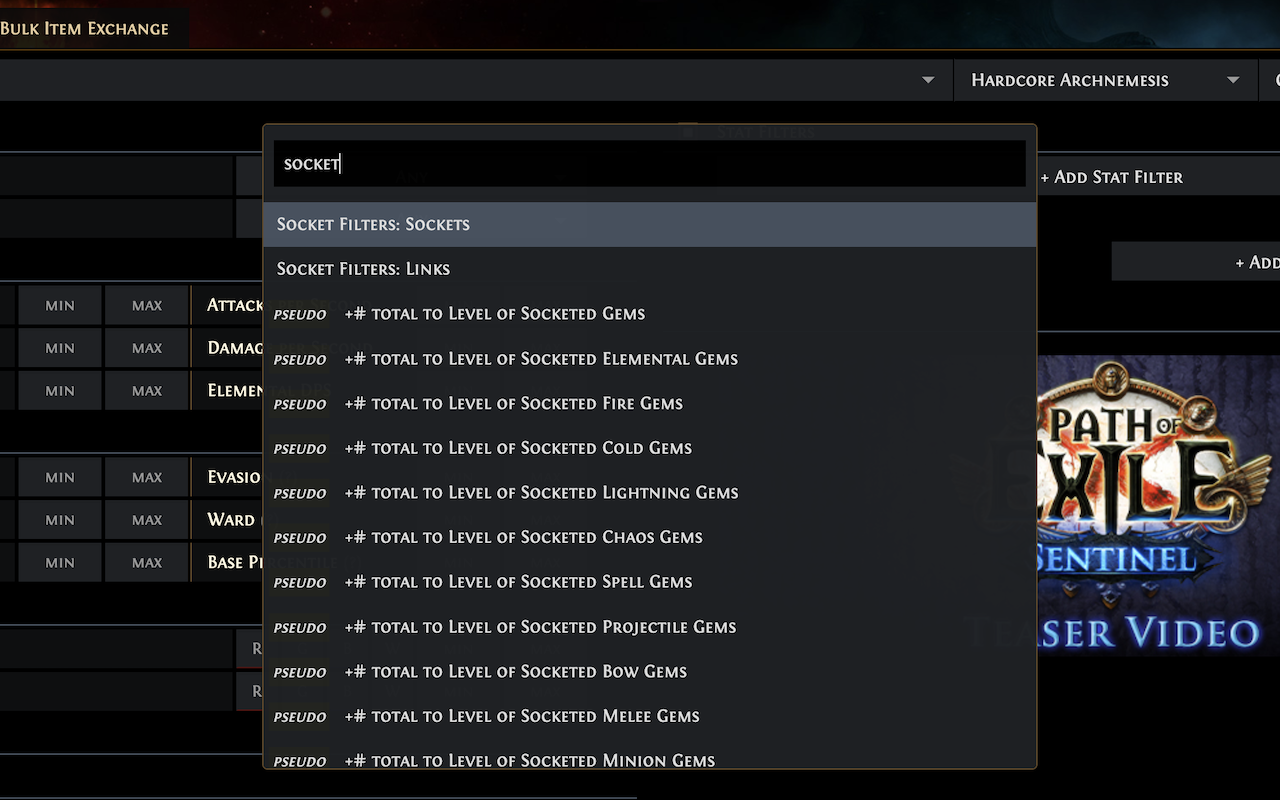 Bulk Item Exchange
Hardcore Archnemesis
Stat Filters
socket
+ Add Stat Filter
Socket Filters: Sockets
Socket Filters: Links
+ Add
MIN MAX Attack
PSEUDO +# total to Level of Socketed Gems
MIN MAX Damag
PSEUDO +# total to Level of Socketed Elemental Gems
MIN MAX Elemen
PSEUDO +# total to Level of Socketed Fire Gems
PSEUDO +# total to Level of Socketed Cold Gems
MIN MAX Evasio
PSEUDO +# total to Level of Socketed Lightning Gems
MIN MAX Ward
PSEUDO +# total to Level of Socketed Chaos Gems
MIN MAX Base P
PSEUDO +# total to Level of Socketed Spell Gems
PSEUDO +# total to Level of Socketed Projectile Gems
R
PSEUDO +# total to Level of Socketed Bow Gems
R
PSEUDO +# total to Level of Socketed Melee Gems
PSEUDO +# total to Level of Socketed Minion Gems
PATH OF
EXILE
SENTINEL
Teaser Video